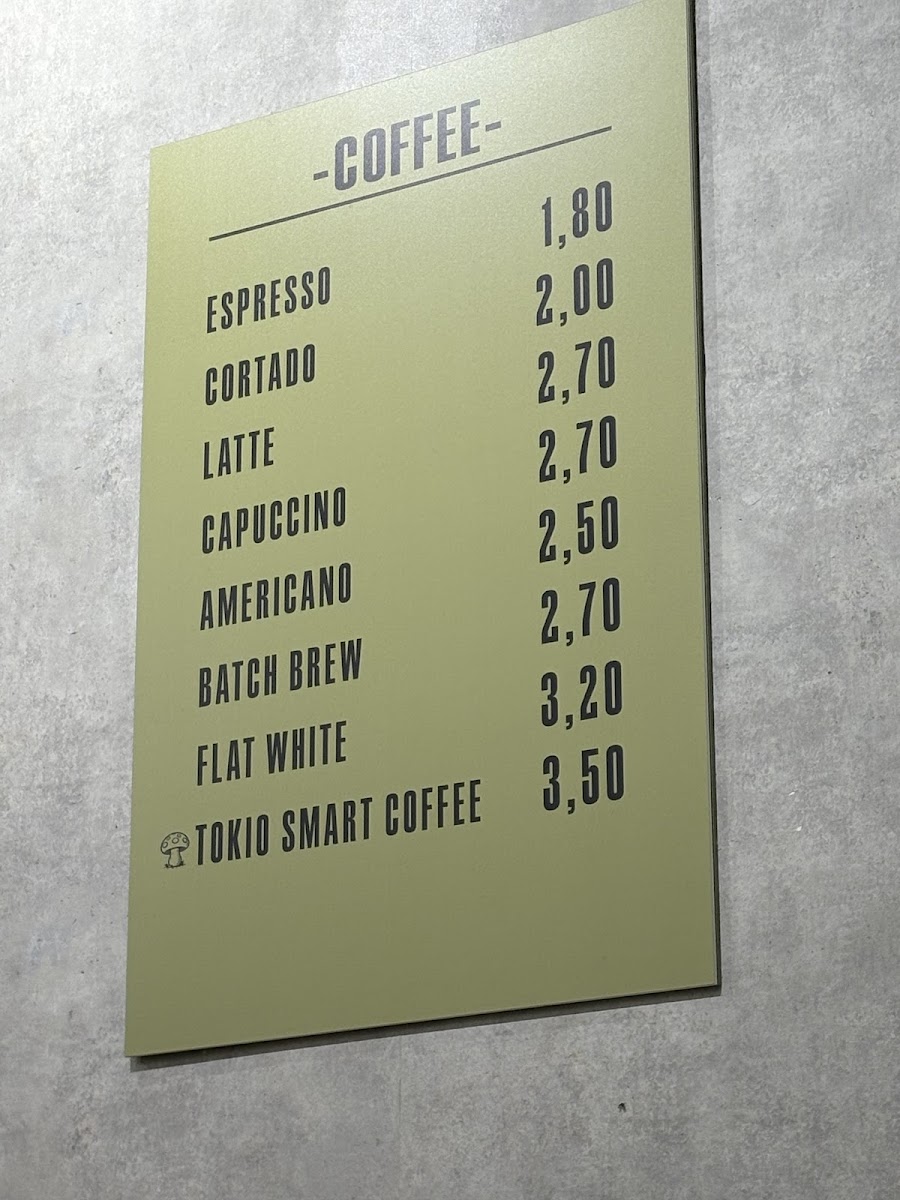 -COFFEE-
ESPRESSO 1,80
CORTADO 2,00
LATTE 2,70
CAPUCCINO 2,70
AMERICANO 2,50
BATCH BREW 2,70
FLAT WHITE 3,20
TOKIO SMART COFFEE 3,50